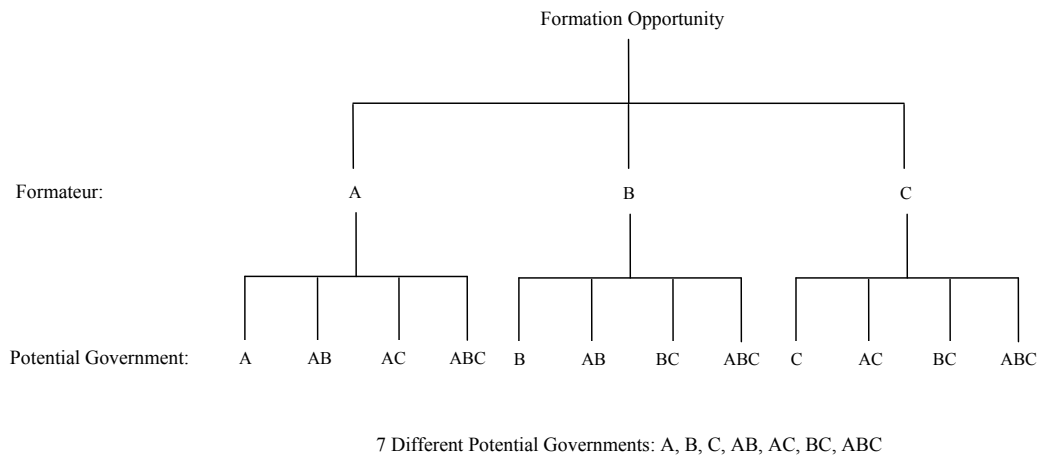 Formation Opportunity
Formateur: A B C
Potential Government: A AB AC ABC B AB BC ABC C AC BC ABC
7 Different Potential Governments: A, B, C, AB, AC, BC, ABC